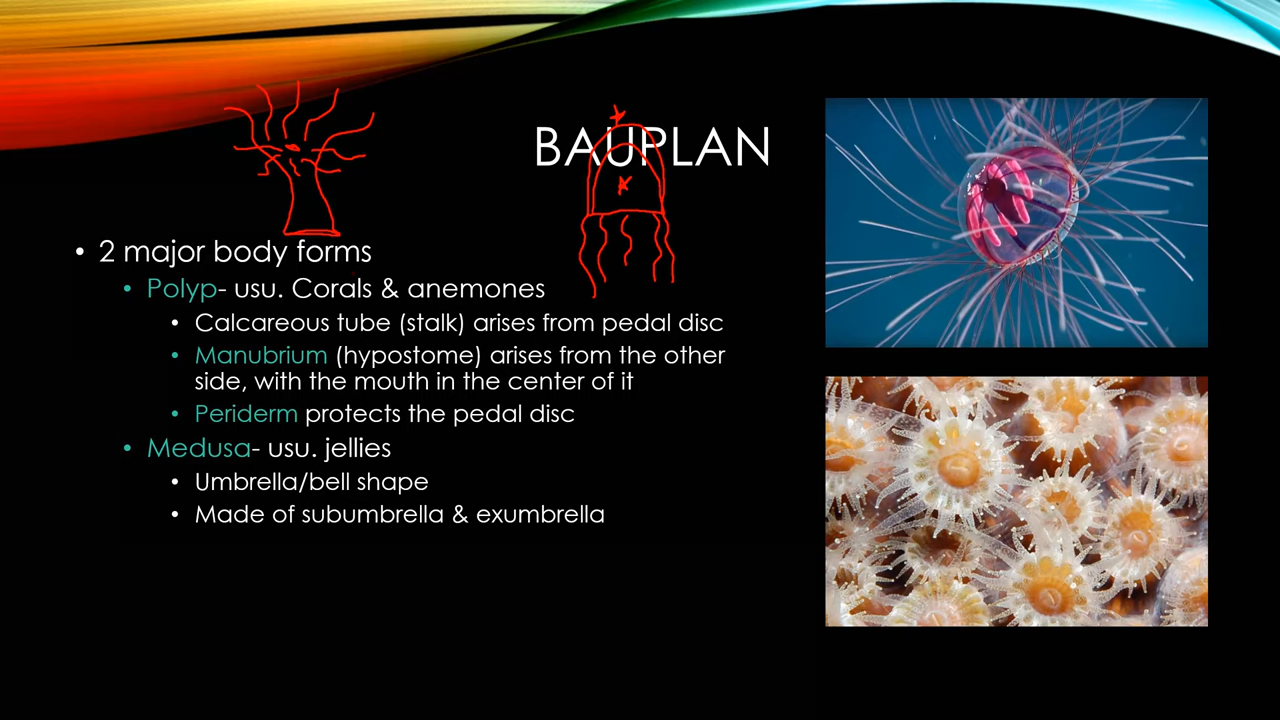 BAUPLAN
• 2 major body forms
• Polyp- usu. Corals & anemones
• Calcareous tube (stalk) arises from pedal disc
• Manubrium (hypostome) arises from the other
side, with the mouth in the center of it
• Periderm protects the pedal disc
• Medusa- usu. jellies
• Umbrella/bell shape
• Made of subumbrella & exumbrella